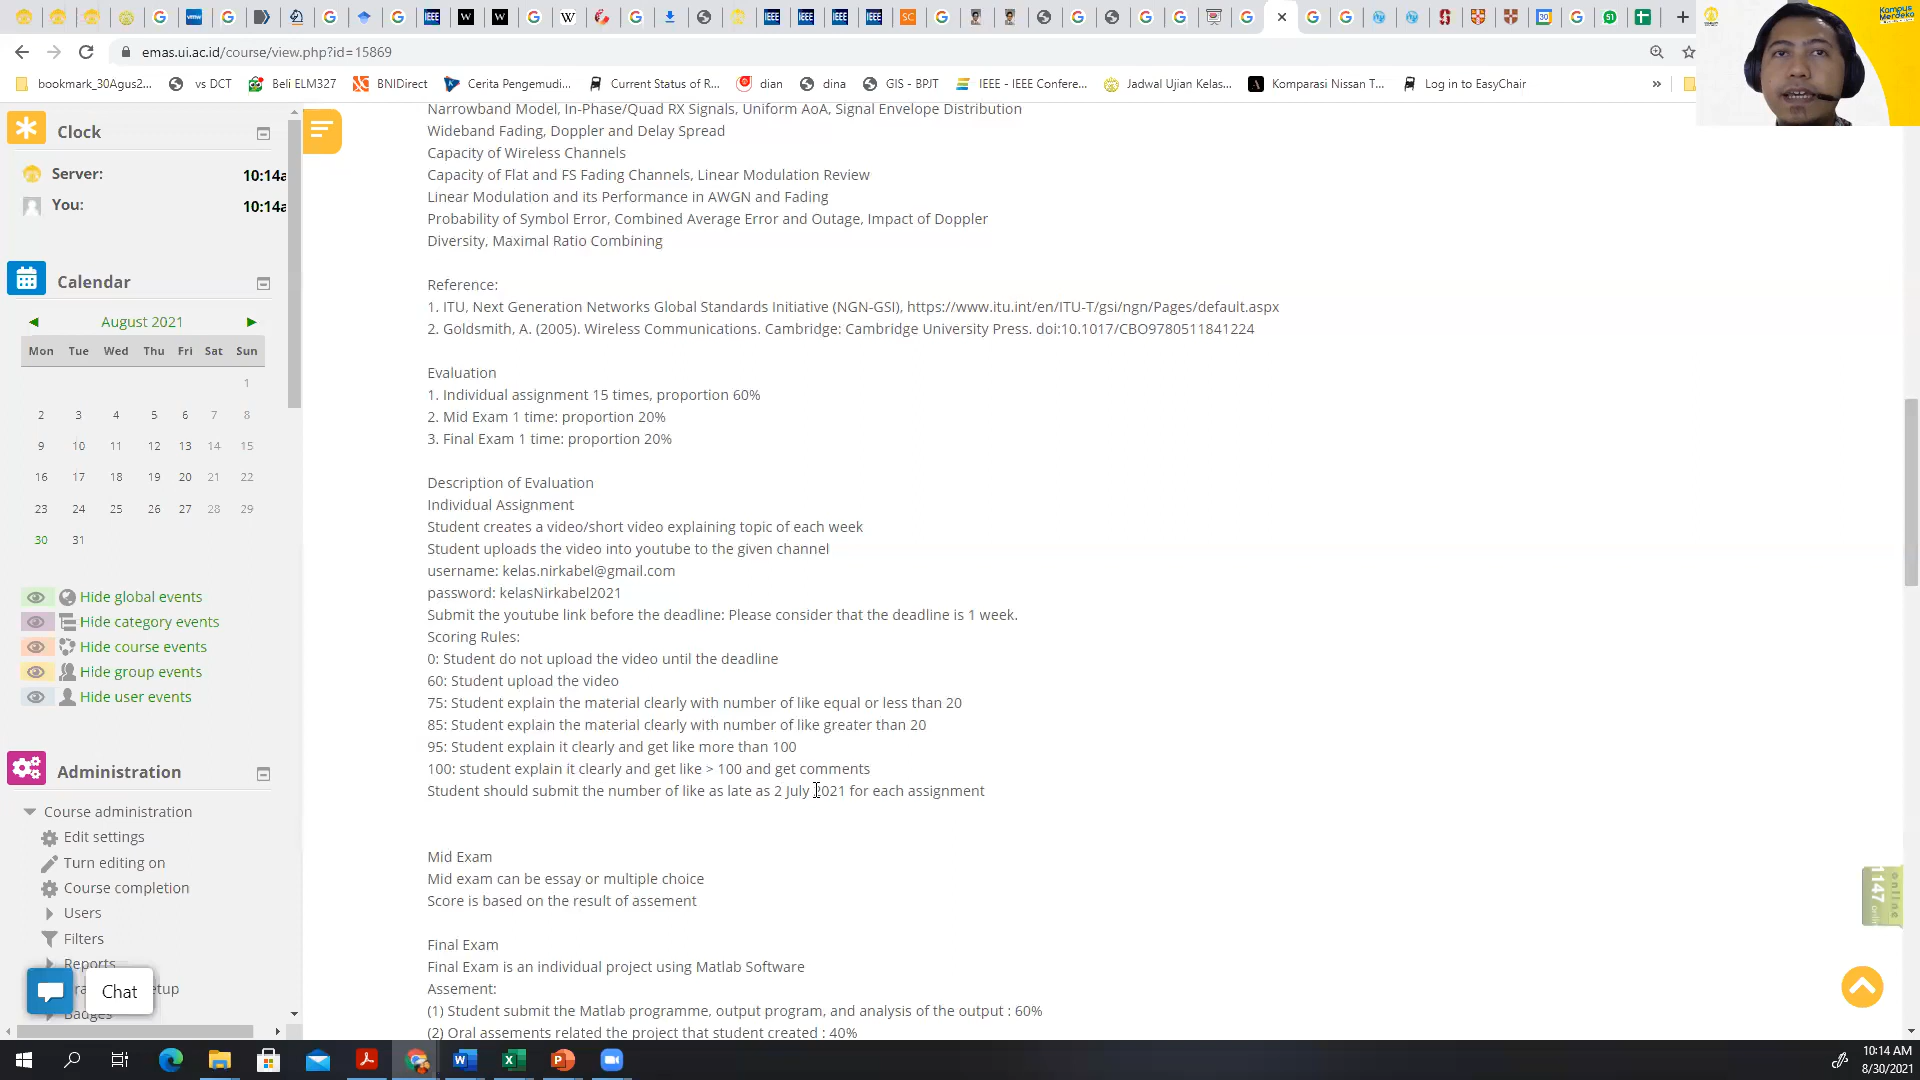 emas.ui.ac.id/course/view.php?id=15869
bookmark_30Agus2...
vs DCT
Beli ELM327
BNIDirect
Cerita Pengemudi...
Current Status of R...
dian
dina
GIS - BPJT
IEEE - IEEE Confere...
Jadwal Ujian Kelas...
Komparasi Nissan T...
Log in to EasyChair
»
Kampus
Merdeka
Clock
Server: 10:14a
You: 10:14a
Calendar
August 2021
Mon Tue Wed Thu Fri Sat Sun
1
2 3 4 5 6 7 8
9 10 11 12 13 14 15
16 17 18 19 20 21 22
23 24 25 26 27 28 29
30 31
Hide global events
Hide category events
Hide course events
Hide group events
Hide user events
Administration
Course administration
Edit settings
Turn editing on
Course completion
Users
Filters
Reports
Badges
Chat
Narrowband Model, In-Phase/Quad RX Signals, Uniform AoA, Signal Envelope Distribution
Wideband Fading, Doppler and Delay Spread
Capacity of Wireless Channels
Capacity of Flat and FS Fading Channels, Linear Modulation Review
Linear Modulation and its Performance in AWGN and Fading
Probability of Symbol Error, Combined Average Error and Outage, Impact of Doppler
Diversity, Maximal Ratio Combining
Reference:
1. ITU, Next Generation Networks Global Standards Initiative (NGN-GSI), https://www.itu.int/en/ITU-T/gsi/ngn/Pages/default.aspx
2. Goldsmith, A. (2005). Wireless Communications. Cambridge: Cambridge University Press. doi:10.1017/CBO9780511841224
Evaluation
1. Individual assignment 15 times, proportion 60%
2. Mid Exam 1 time: proportion 20%
3. Final Exam 1 time: proportion 20%
Description of Evaluation
Individual Assignment
Student creates a video/short video explaining topic of each week
Student uploads the video into youtube to the given channel
username: kelas.nirkabel@gmail.com
password: kelasNirkabel2021
Submit the youtube link before the deadline: Please consider that the deadline is 1 week.
Scoring Rules:
0: Student do not upload the video until the deadline
60: Student upload the video
75: Student explain the material clearly with number of like equal or less than 20
85: Student explain the material clearly with number of like greater than 20
95: Student explain it clearly and get like more than 100
100: student explain it clearly and get like > 100 and get comments
Student should submit the number of like as late as 2 July 2021 for each assignment
Mid Exam
Mid exam can be essay or multiple choice
Score is based on the result of assement
Final Exam
Final Exam is an individual project using Matlab Software
Assement:
(1) Student submit the Matlab programme, output program, and analysis of the output : 60%
(2) Oral assements related the project that student created : 40%
1147 online
online
10:14 AM
8/30/2021